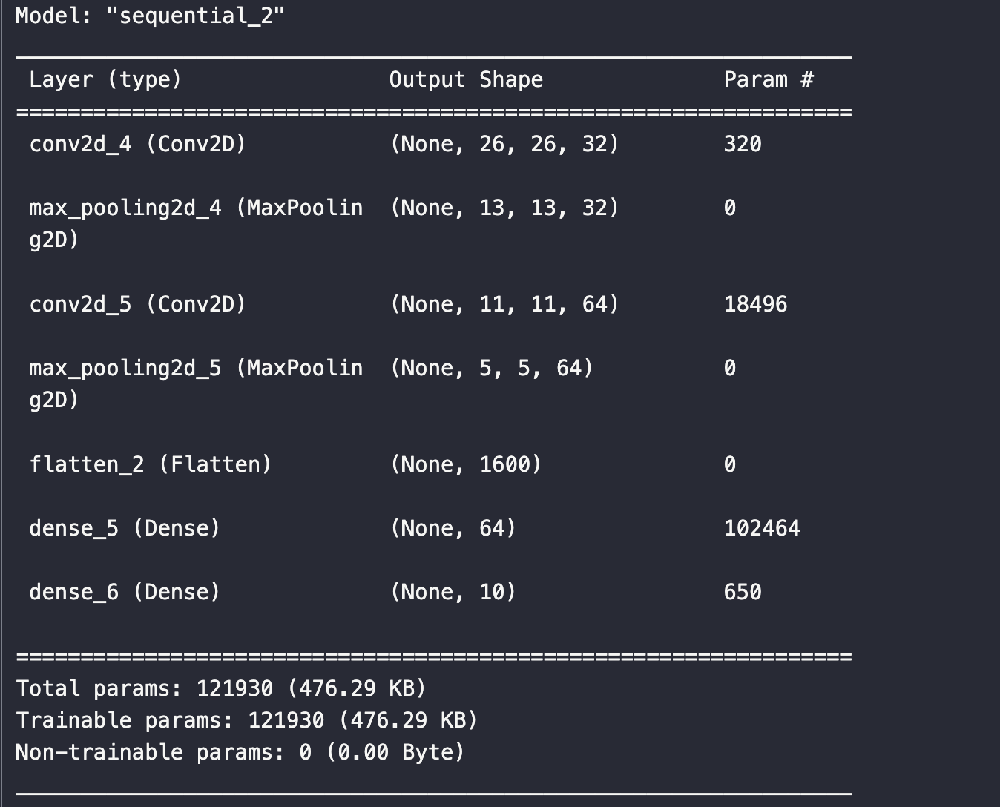 Model: "sequential_2"
_________________________________________________________________
Layer (type) Output Shape Param #
=================================================================
conv2d_4 (Conv2D) (None, 26, 26, 32) 320
max_pooling2d_4 (MaxPoolin (None, 13, 13, 32) 0
g2D)
conv2d_5 (Conv2D) (None, 11, 11, 64) 18496
max_pooling2d_5 (MaxPoolin (None, 5, 5, 64) 0
g2D)
flatten_2 (Flatten) (None, 1600) 0
dense_5 (Dense) (None, 64) 102464
dense_6 (Dense) (None, 10) 650
=================================================================
Total params: 121930 (476.29 KB)
Trainable params: 121930 (476.29 KB)
Non-trainable params: 0 (0.00 Byte)
_________________________________________________________________